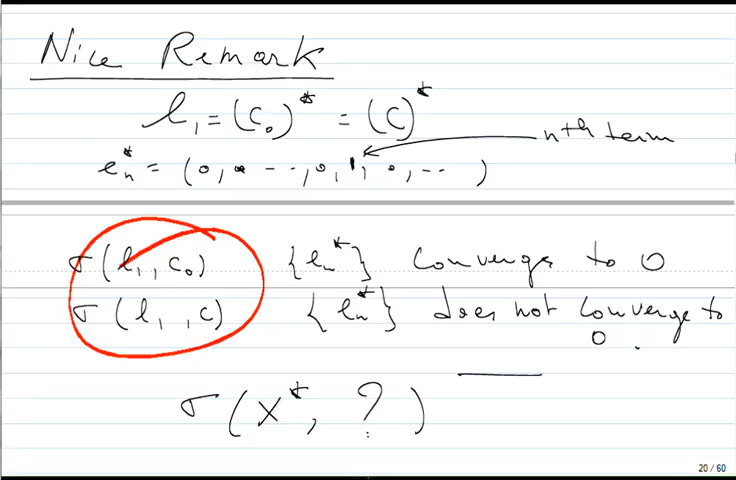 Nice Remark
ℓ₁ = (C₀)* = (C)*
eₙ* = (0, 0 - - ·, 0, 1, 0, ...) nth term
σ(ℓ₁, C₀) {eₙ*} converge to 0
σ(ℓ₁, C) {eₙ*} does not converge to
0.
σ(X*, ?)
20 / 60